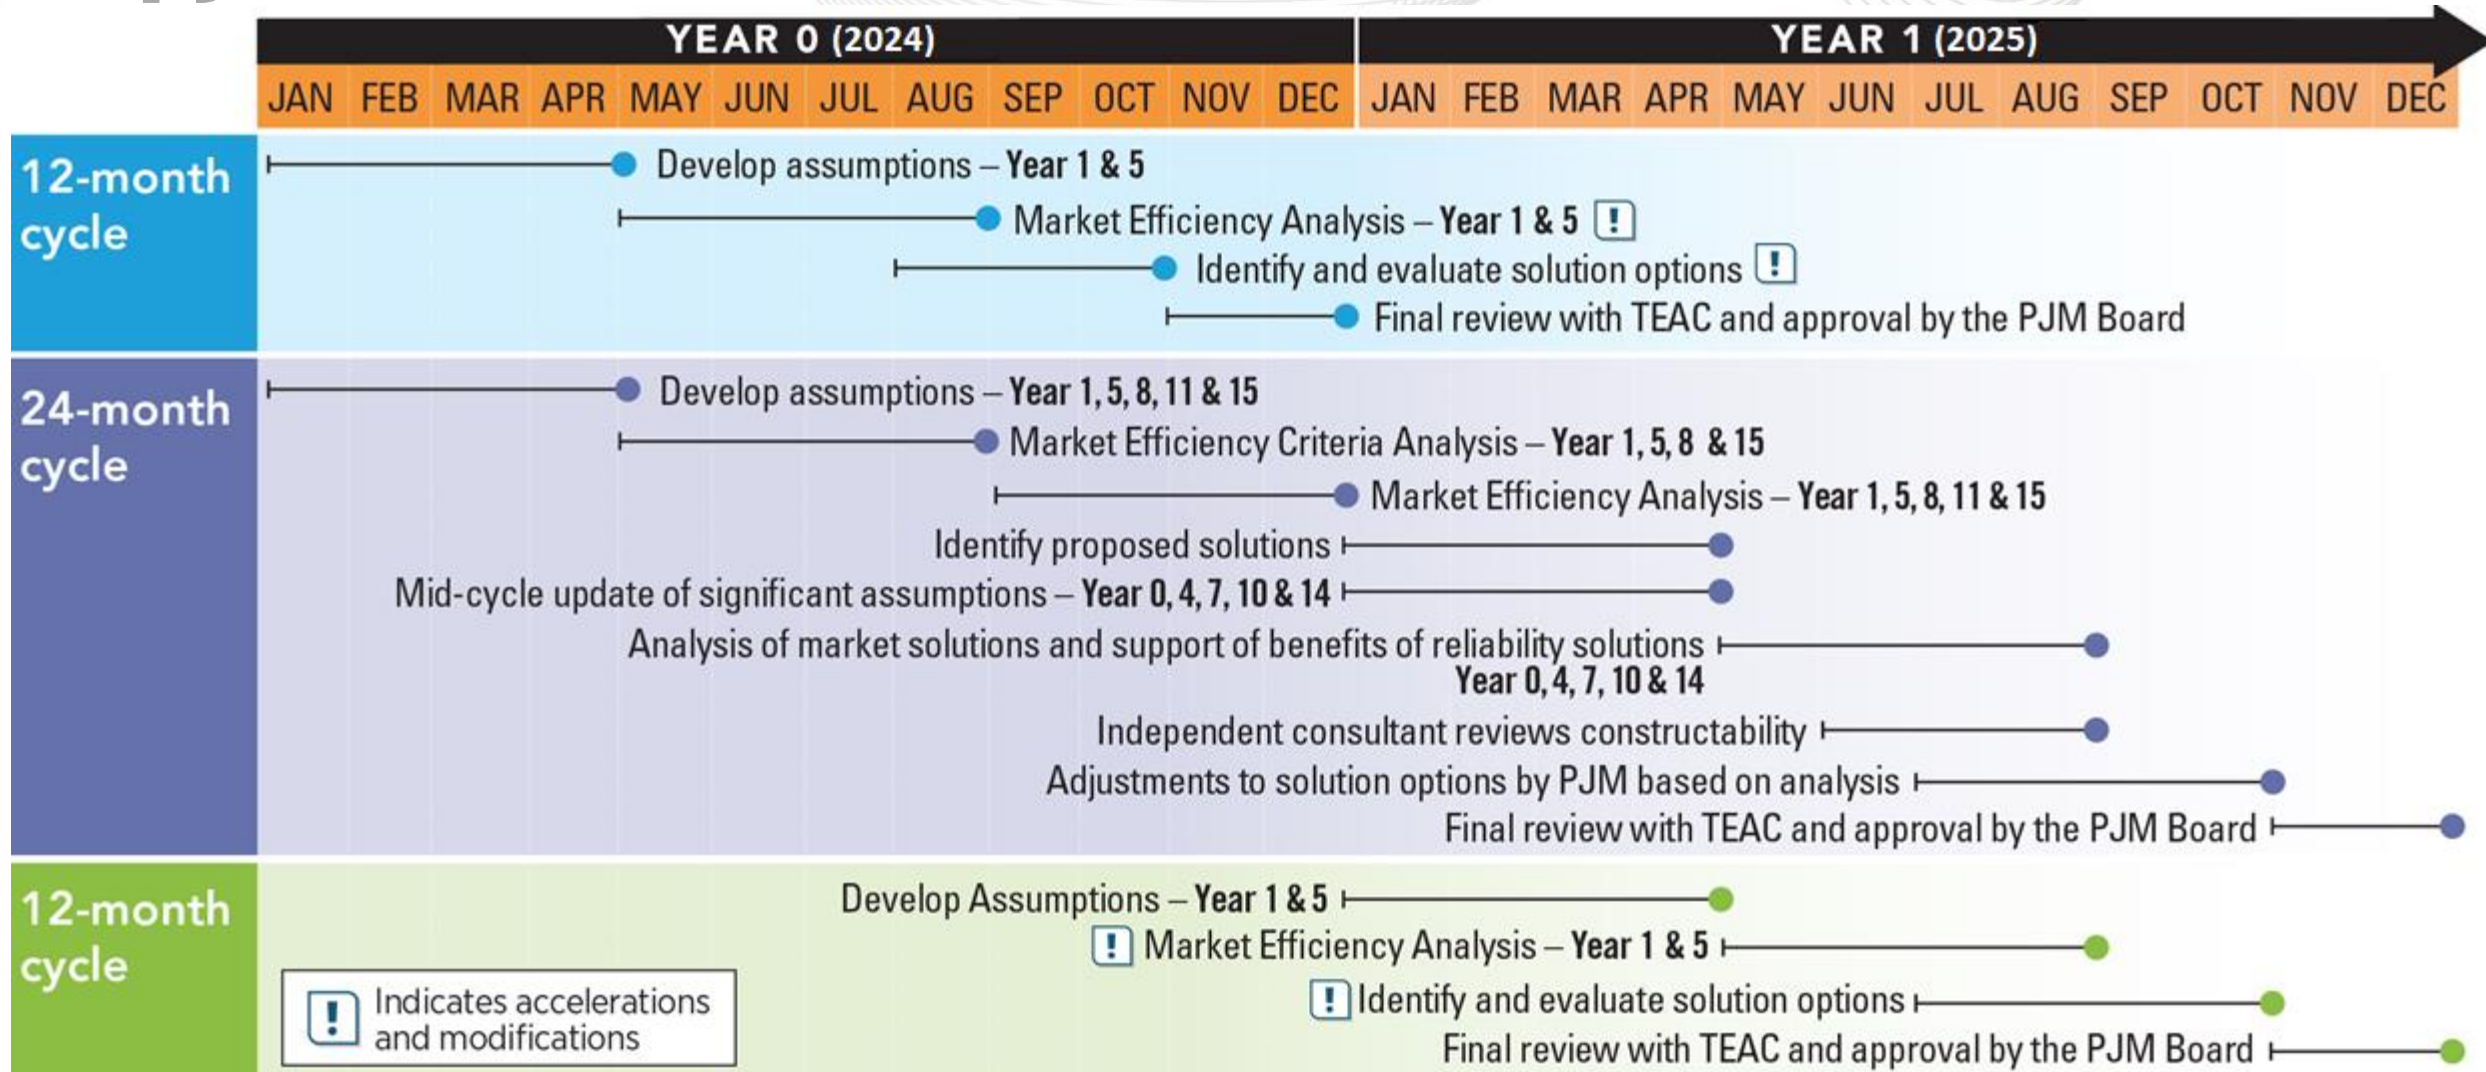 YEAR 0 (2024) YEAR 1 (2025)
JAN FEB MAR APR MAY JUN JUL AUG SEP OCT NOV DEC JAN FEB MAR APR MAY JUN JUL AUG SEP OCT NOV DEC
12-month
cycle
Develop assumptions – Year 1 & 5
Market Efficiency Analysis – Year 1 & 5 !
Identify and evaluate solution options !
Final review with TEAC and approval by the PJM Board
24-month
cycle
Develop assumptions – Year 1, 5, 8, 11 & 15
Market Efficiency Criteria Analysis – Year 1, 5, 8 & 15
Market Efficiency Analysis – Year 1, 5, 8, 11 & 15
Identify proposed solutions
Mid-cycle update of significant assumptions – Year 0, 4, 7, 10 & 14
Analysis of market solutions and support of benefits of reliability solutions
Year 0, 4, 7, 10 & 14
Independent consultant reviews constructability
Adjustments to solution options by PJM based on analysis
Final review with TEAC and approval by the PJM Board
12-month
cycle
Develop Assumptions – Year 1 & 5
! Market Efficiency Analysis – Year 1 & 5
! Identify and evaluate solution options
Final review with TEAC and approval by the PJM Board
! Indicates accelerations
and modifications